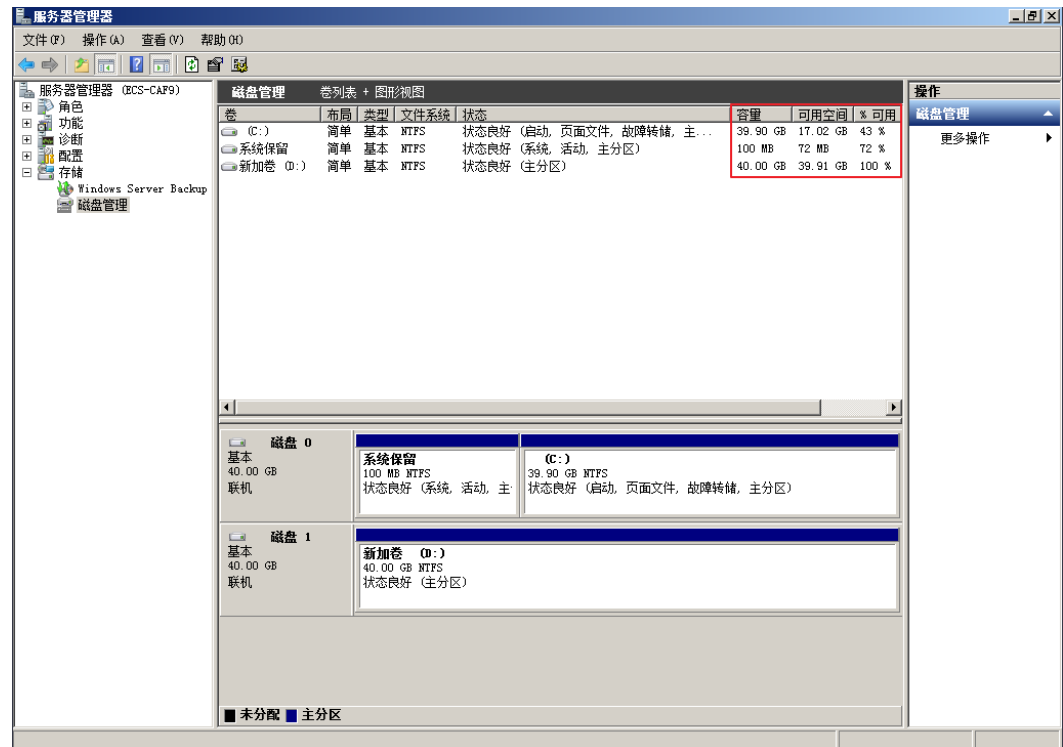 服务器管理器
文件(F) 操作(A) 查看(V) 帮助(H)
服务器管理器 (ECS-CAF9)
角色
功能
诊断
配置
存储
Windows Server Backup
磁盘管理
磁盘管理 卷列表 + 图形视图
卷 布局 类型 文件系统 状态 容量 可用空间 % 可用
(C:) 简单 基本 NTFS 状态良好 (启动, 页面文件, 故障转储, 主... 39.90 GB 17.02 GB 43 %
系统保留 简单 基本 NTFS 状态良好 (系统, 活动, 主分区) 100 MB 72 MB 72 %
新加卷 (D:) 简单 基本 NTFS 状态良好 (主分区) 40.00 GB 39.91 GB 100 %
磁盘 0
基本
40.00 GB
联机
系统保留
100 MB NTFS
状态良好 (系统, 活动, 主
(C:)
39.90 GB NTFS
状态良好 (启动, 页面文件, 故障转储, 主分区)
磁盘 1
基本
40.00 GB
联机
新加卷 (D:)
40.00 GB NTFS
状态良好 (主分区)
未分配 主分区
操作
磁盘管理
更多操作